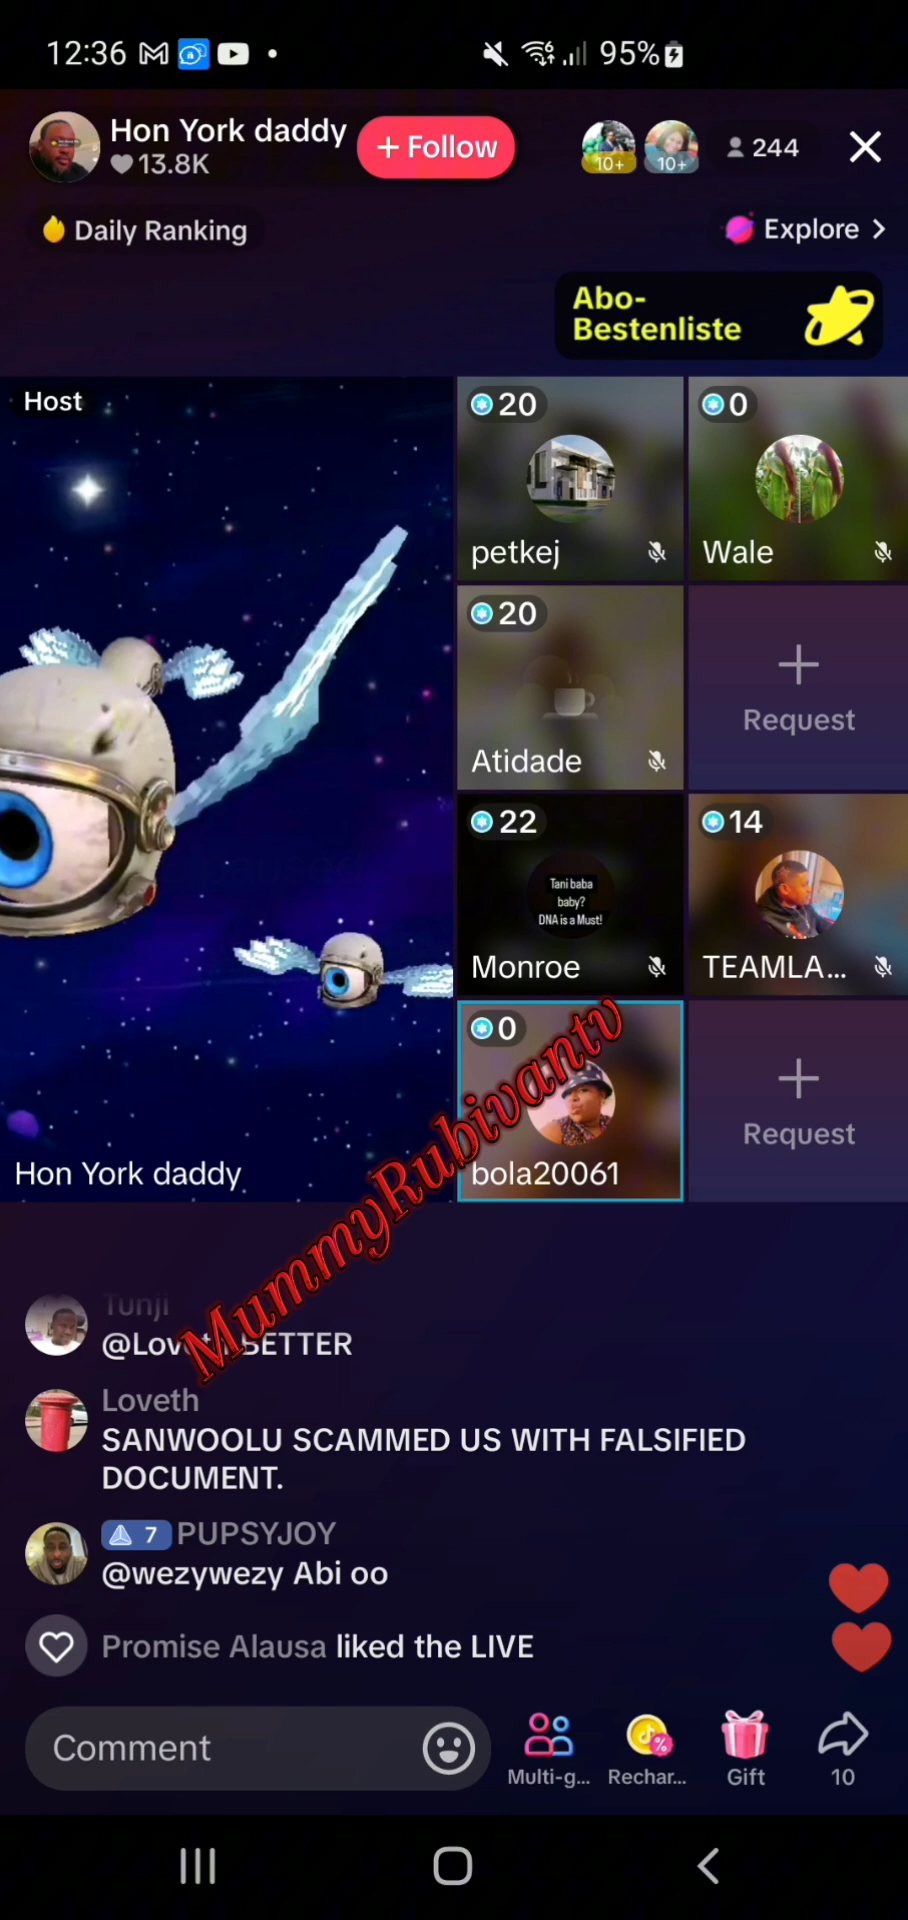 12:36
95%
Hon York daddy
13.8K
+ Follow
10+
10+
244
Daily Ranking
Explore >
Abo-
Bestenliste
Host
20
petkej
0
Wale
20
Atidade
Request
22
Tani baba
baby?
DNA is a Must!
Monroe
14
TEAMLA...
0
bola20061
Request
Hon York daddy
MummyRubivantv
Tunji
BETTER
Loveth
SANWOOLU SCAMMED US WITH FALSIFIED
DOCUMENT.
7 PUPSYJOY
@wezywezy Abi oo
Promise Alausa liked the LIVE
Comment
Multi-g...
Rechar...
Gift
10